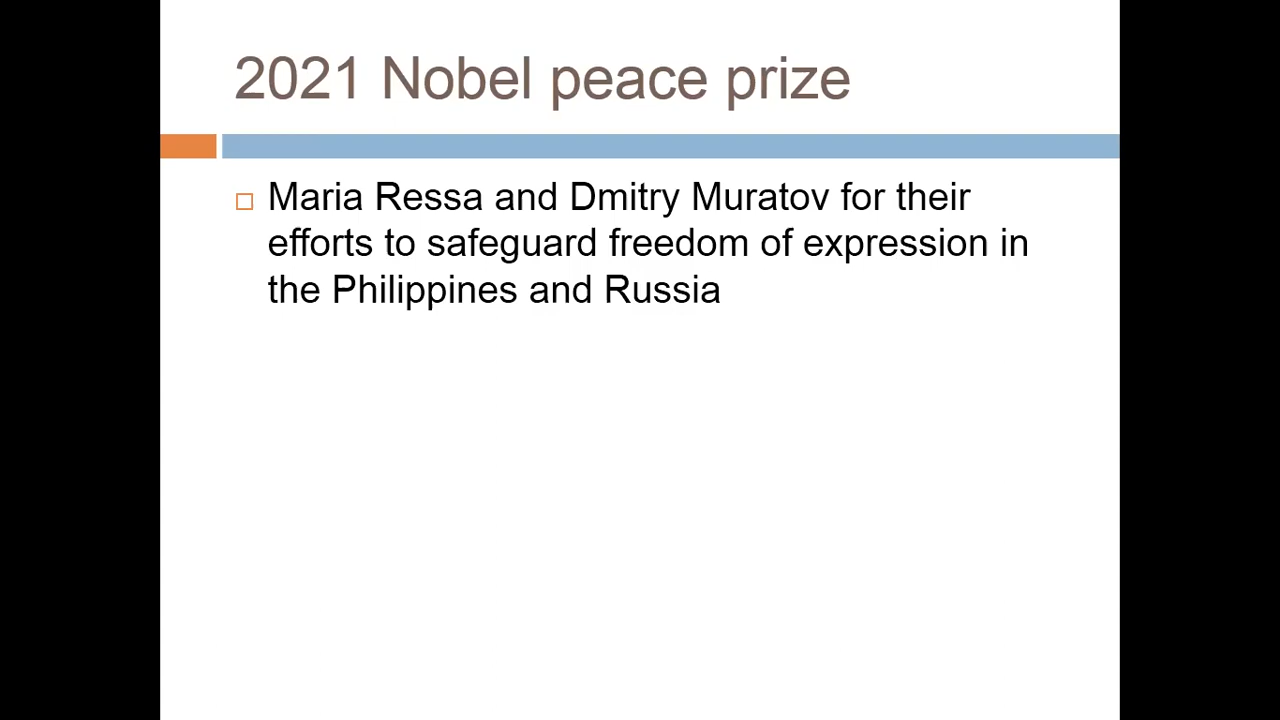 2021 Nobel peace prize
Maria Ressa and Dmitry Muratov for their
efforts to safeguard freedom of expression in
the Philippines and Russia